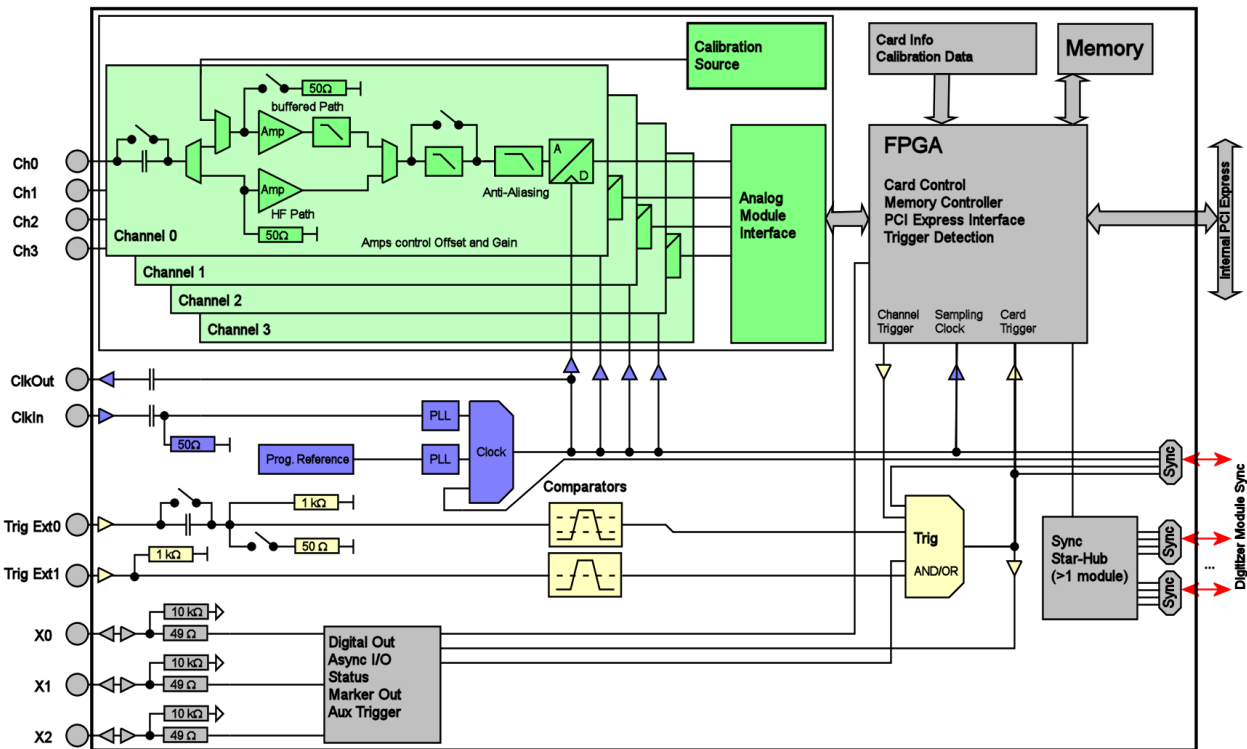 Calibration
Source
Card Info
Calibration Data
Memory
50Ω
buffered Path
Amp
Amp
HF Path
50Ω
Anti-Aliasing
A
D
Channel 0
Amps control Offset and Gain
Channel 1
Channel 2
Channel 3
Ch0
Ch1
Ch2
Ch3
Analog
Module
Interface
FPGA
Card Control
Memory Controller
PCI Express Interface
Trigger Detection
Channel
Trigger
Sampling
Clock
Card
Trigger
Internal PCI Express
ClkOut
ClkIn
50Ω
PLL
Prog. Reference
PLL
Clock
Sync
Comparators
Trig Ext0
1 kΩ
50 Ω
Trig Ext1
1 kΩ
Trig
AND/OR
Sync
Star-Hub
(>1 module)
Sync
...
Sync
Digitizer Module Sync
X0
10 kΩ
49 Ω
X1
10 kΩ
49 Ω
X2
10 kΩ
49 Ω
Digital Out
Async I/O
Status
Marker Out
Aux Trigger